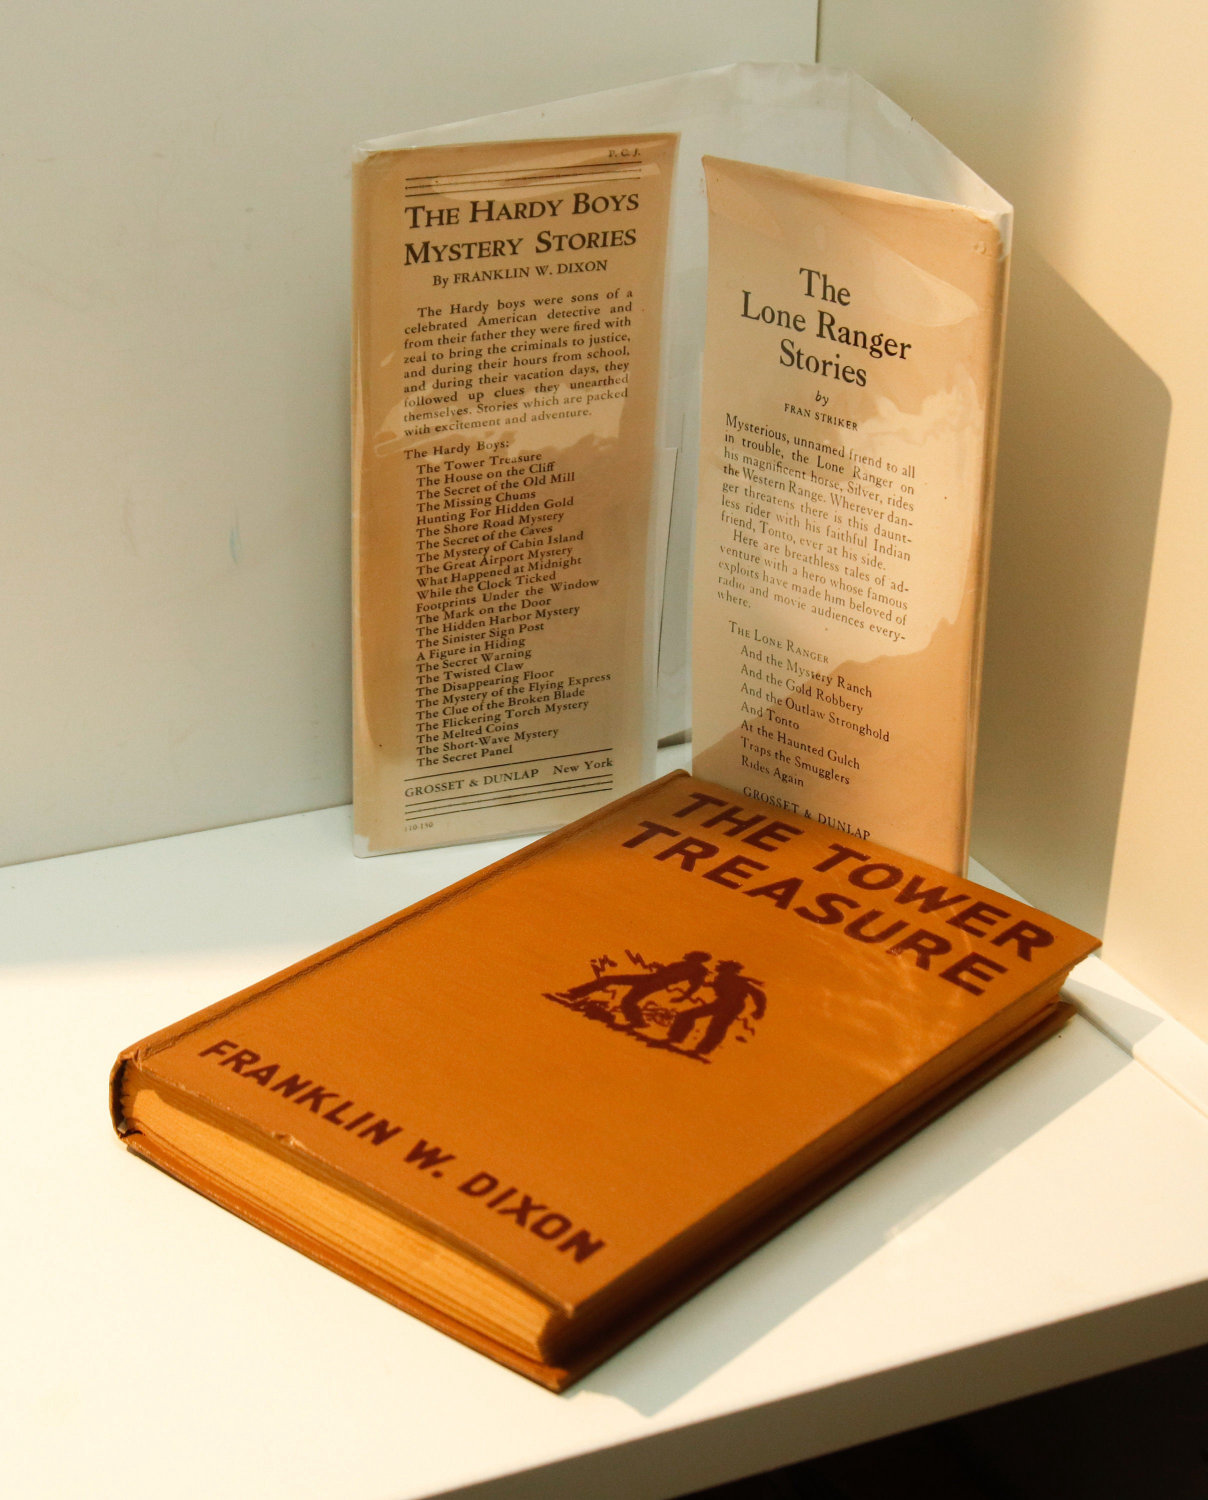 P. C. J.
THE HARDY BOYS
MYSTERY STORIES
By FRANKLIN W. DIXON
The Hardy boys were sons of a
celebrated American detective and
from their father they were fired with
zeal to bring the criminals to justice,
and during their hours from school,
and during their vacation days, they
followed up clues they unearthed
themselves. Stories which are packed
with excitement and adventure.
The Hardy Boys:
The Tower Treasure
The House on the Cliff
The Secret of the Old Mill
The Missing Chums
Hunting For Hidden Gold
The Shore Road Mystery
The Secret of the Caves
The Mystery of Cabin Island
The Great Airport Mystery
What Happened at Midnight
While the Clock Ticked
Footprints Under the Window
The Mark on the Door
The Hidden Harbor Mystery
The Sinister Sign Post
A Figure in Hiding
The Secret Warning
The Twisted Claw
The Disappearing Floor
The Mystery of the Flying Express
The Clue of the Broken Blade
The Flickering Torch Mystery
The Melted Coins
The Short-Wave Mystery
The Secret Panel
GROSSET & DUNLAP New York
110-150
The
Lone Ranger
Stories
by
FRAN STRIKER
Mysterious, unnamed friend to all
in trouble, the Lone Ranger on
his magnificent horse, Silver, rides
the Western Range. Wherever dan-
ger threatens there is this daunt-
less rider with his faithful Indian
friend, Tonto, ever at his side.
Here are breathless tales of ad-
venture with a hero whose famous
exploits have made him beloved of
radio and movie audiences every-
where.
THE LONE RANGER
And the Mystery Ranch
And the Gold Robbery
And the Outlaw Stronghold
And Tonto
At the Haunted Gulch
Traps the Smugglers
Rides Again
GROSSET & DUNLAP
THE TOWER
TREASURE
FRANKLIN W. DIXON